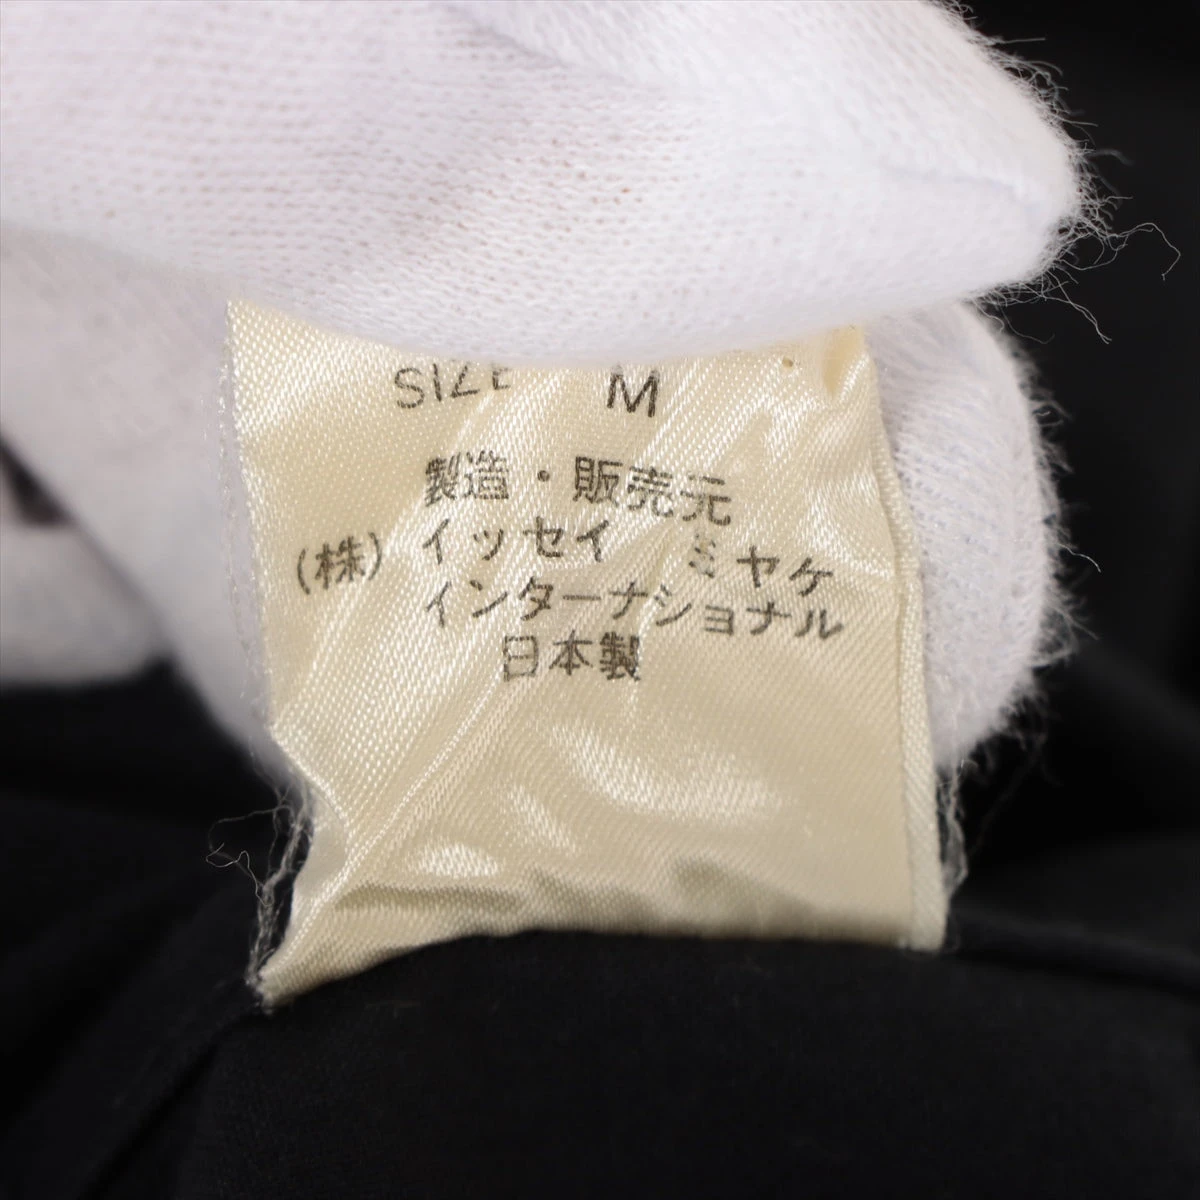 SIZE M
製造・販売元
(株) イッセイ ミヤケ
インターナショナル
日本製